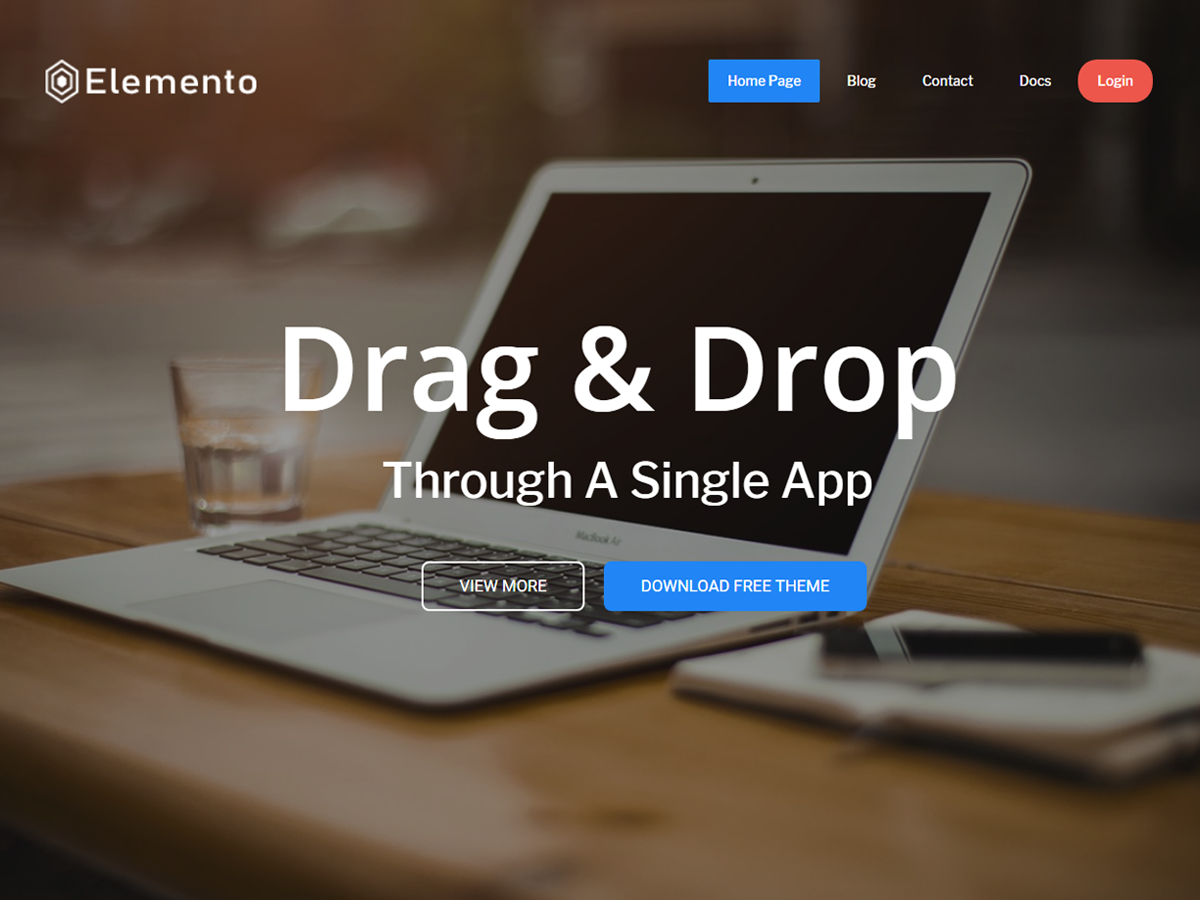 Elemento
Home Page
Blog
Contact
Docs
Login
Drag & Drop
Through A Single App
MacBook Air
VIEW MORE
DOWNLOAD FREE THEME